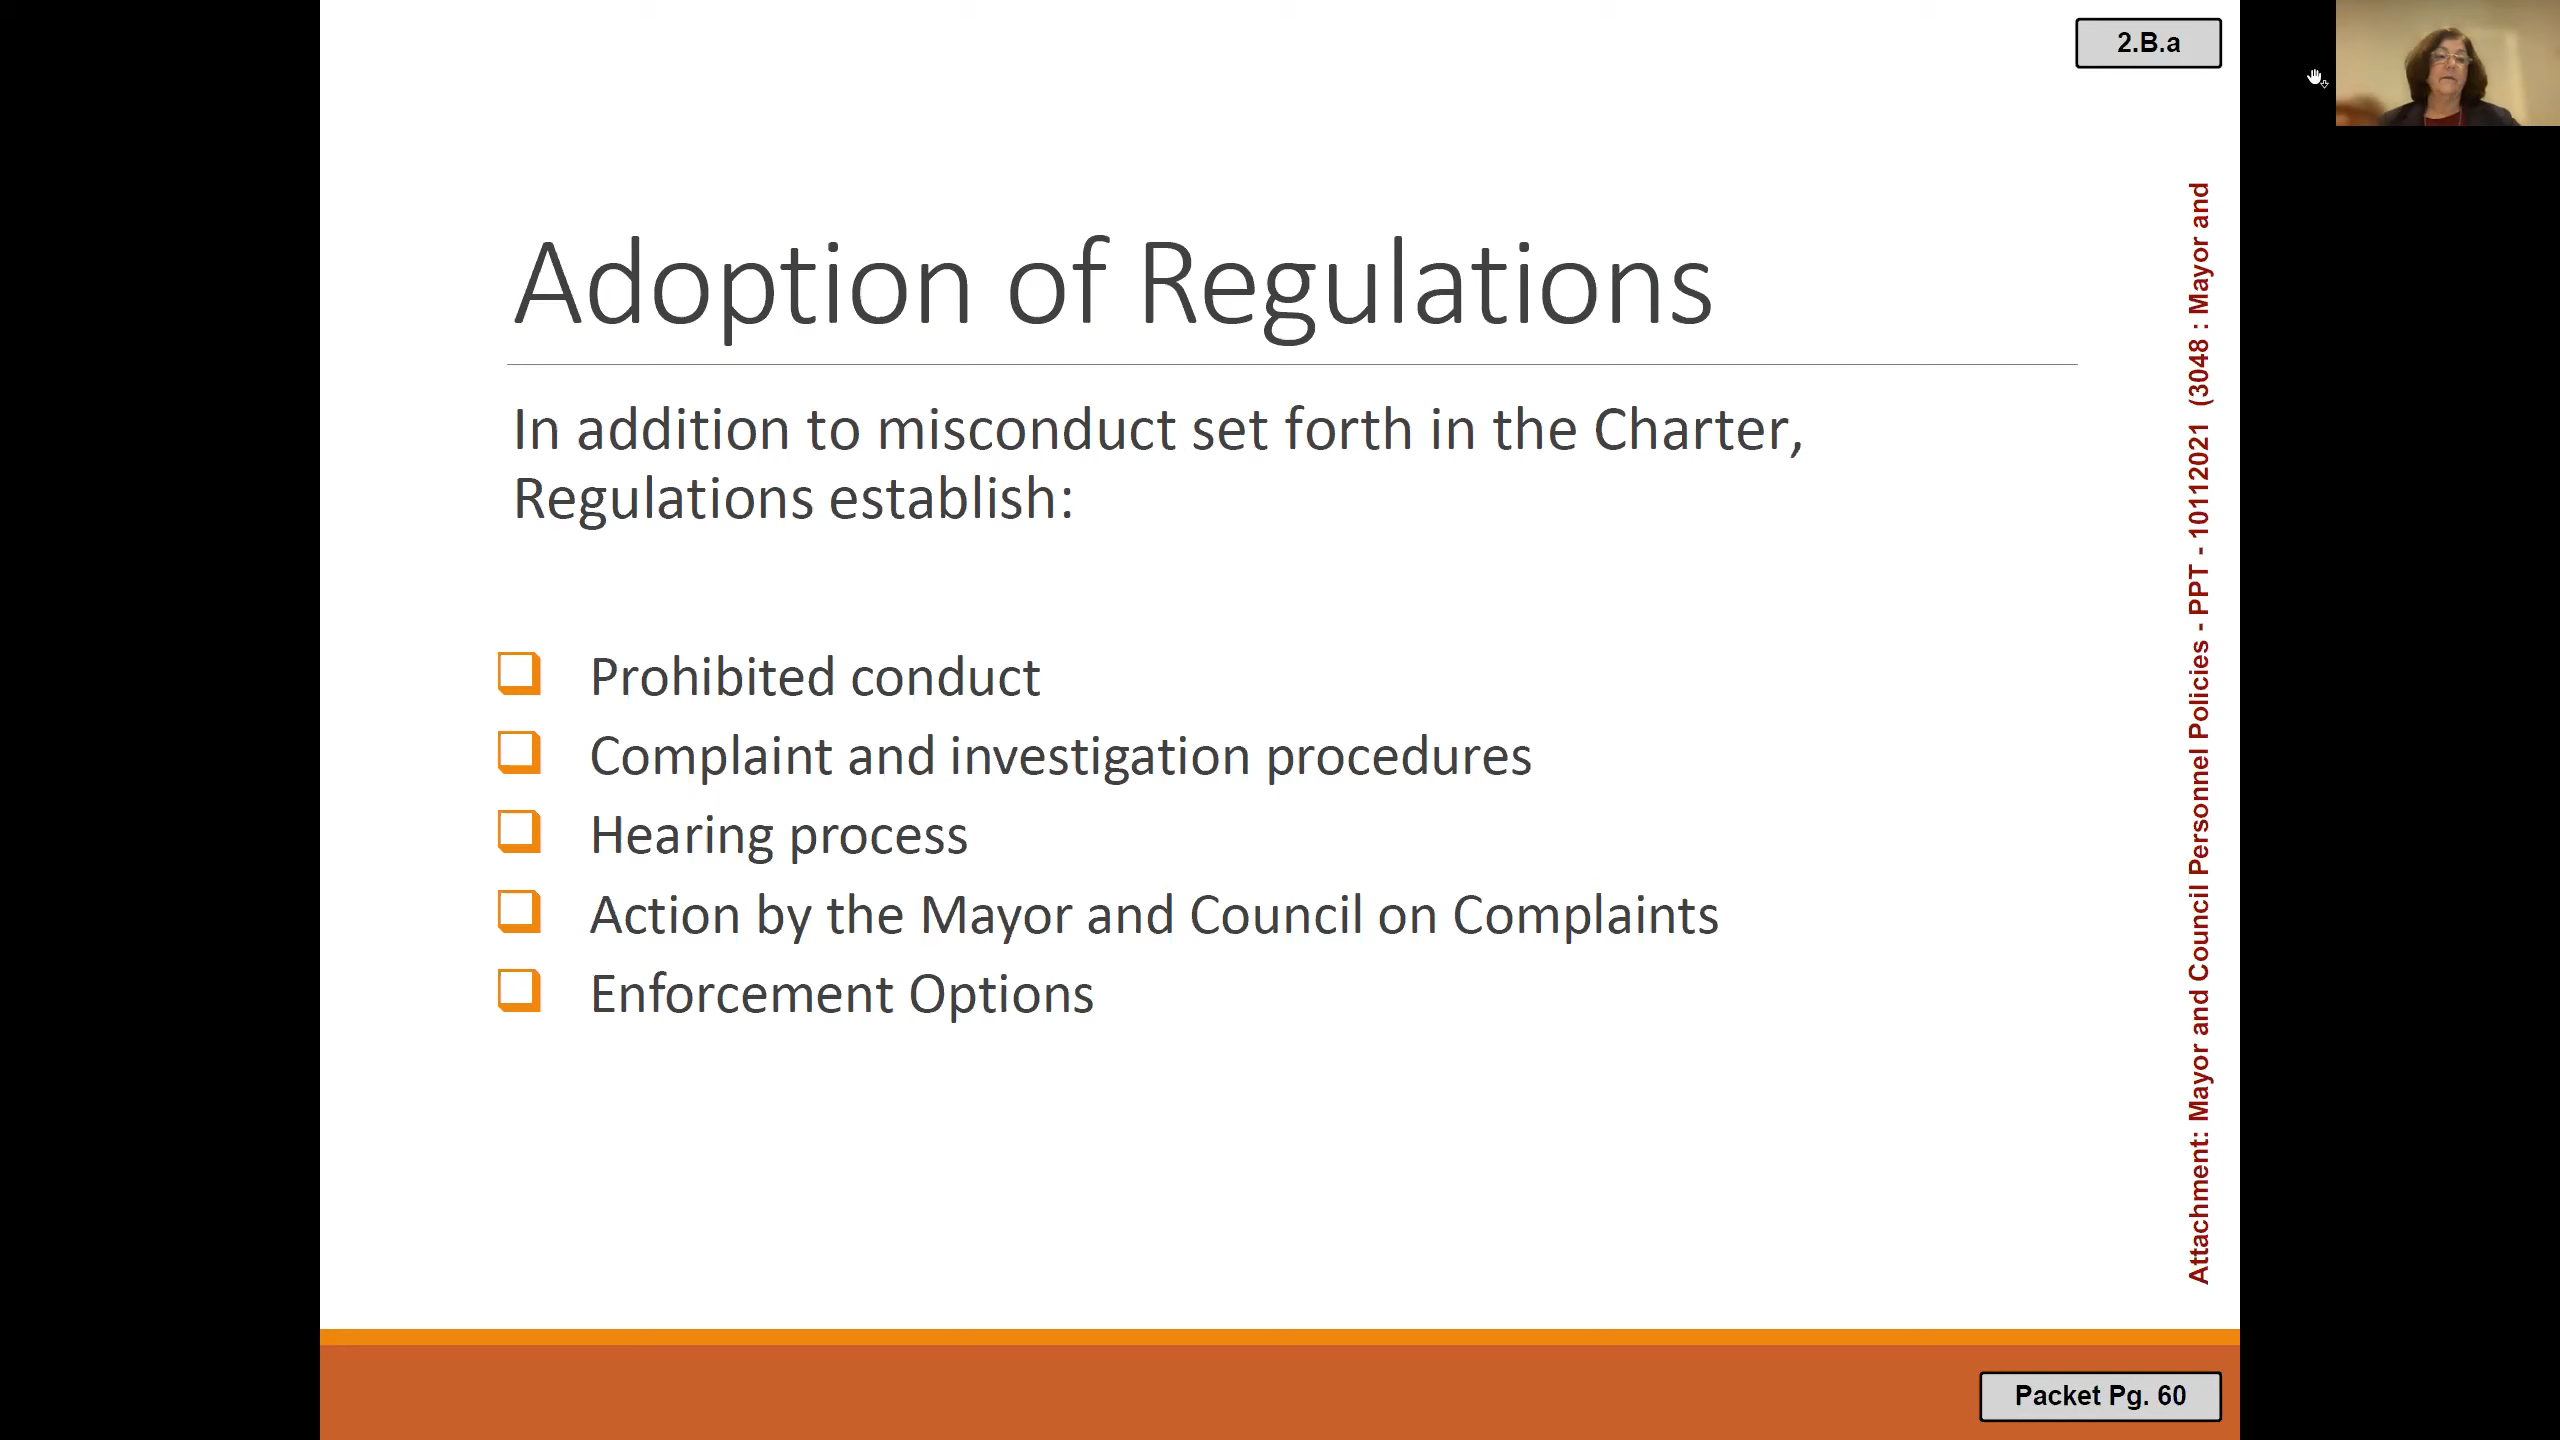 2.B.a
Adoption of Regulations
In addition to misconduct set forth in the Charter,
Regulations establish:
Prohibited conduct
Complaint and investigation procedures
Hearing process
Action by the Mayor and Council on Complaints
Enforcement Options
Attachment: Mayor and Council Personnel Policies - PPT - 10112021 (3048 : Mayor and
Packet Pg. 60